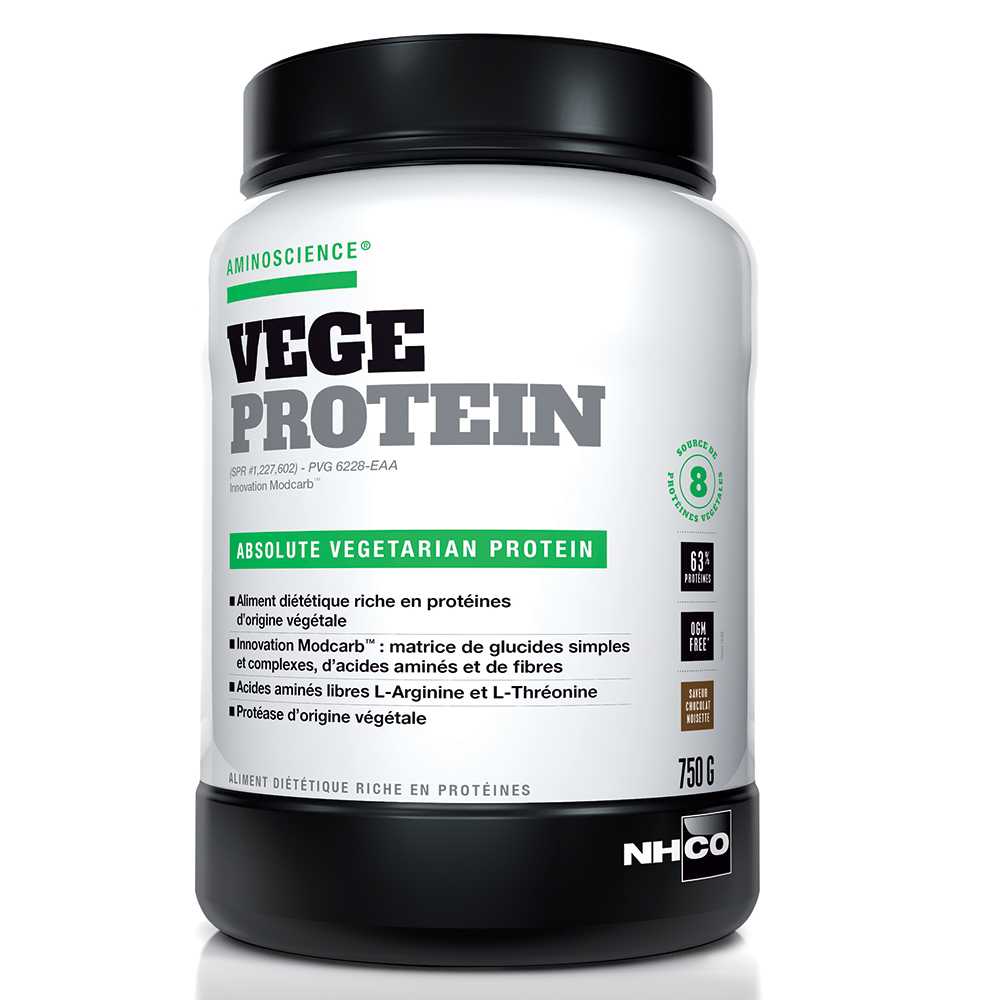 AMINOSCIENCE®
VEGE
PROTEIN
(SPR #1,227,602) - PVG 6228-EAA
Innovation Modcarb™
SOURCE DE
8
PROTÉINES VÉGÉTALES
ABSOLUTE VEGETARIAN PROTEIN
63%
PROTÉINES
■ Aliment diététique riche en protéines
d'origine végétale
OGM
FREE*
■ Innovation Modcarb™ : matrice de glucides simples
et complexes, d'acides aminés et de fibres
■ Acides aminés libres L-Arginine et L-Thréonine
■ Protéase d'origine végétale
SAVEUR
CHOCOLAT
NOISETTE
750 G
ALIMENT DIÉTÉTIQUE RICHE EN PROTÉINES
NHCO